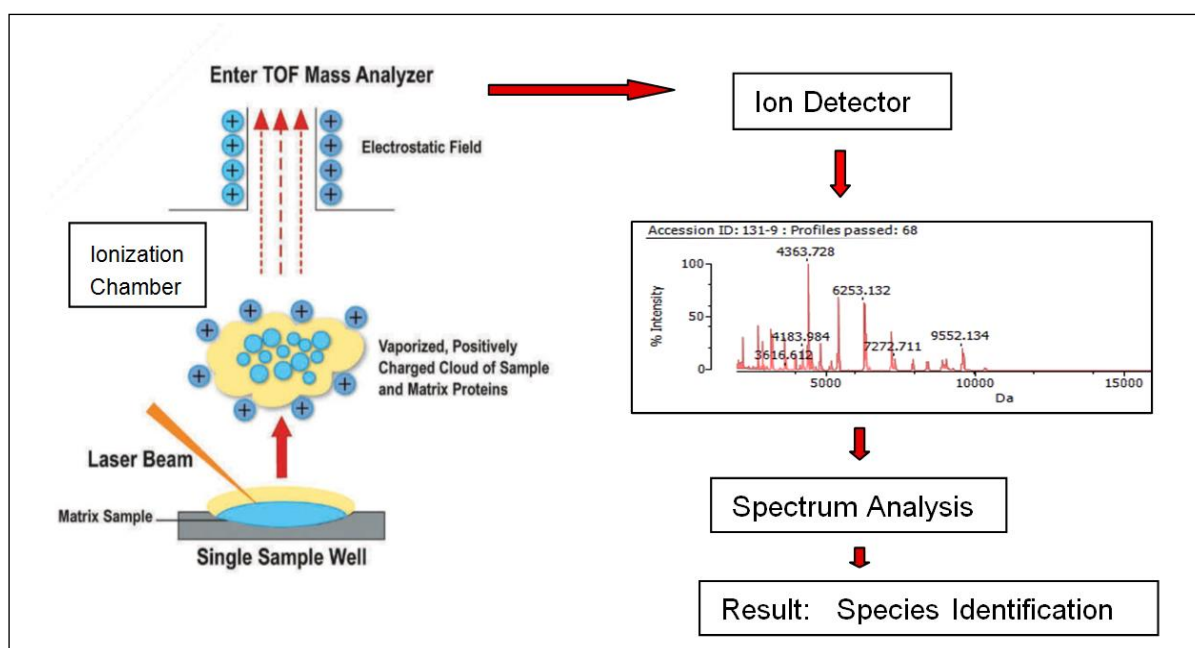 Enter TOF Mass Analyzer
+ +
+ +
+ +
+ +
Electrostatic Field
Ionization
Chamber
+ + + +
+ +
+ +
+ +
Vaporized, Positively
Charged Cloud of Sample
and Matrix Proteins
Laser Beam
Matrix Sample
Single Sample Well
Ion Detector
Accession ID: 131-9 : Profiles passed: 68
% Intensity
100
50
0
4363.728
6253.132
4183.984
3616.612
7272.711
9552.134
5000
10000
15000
Da
Spectrum Analysis
Result: Species Identification